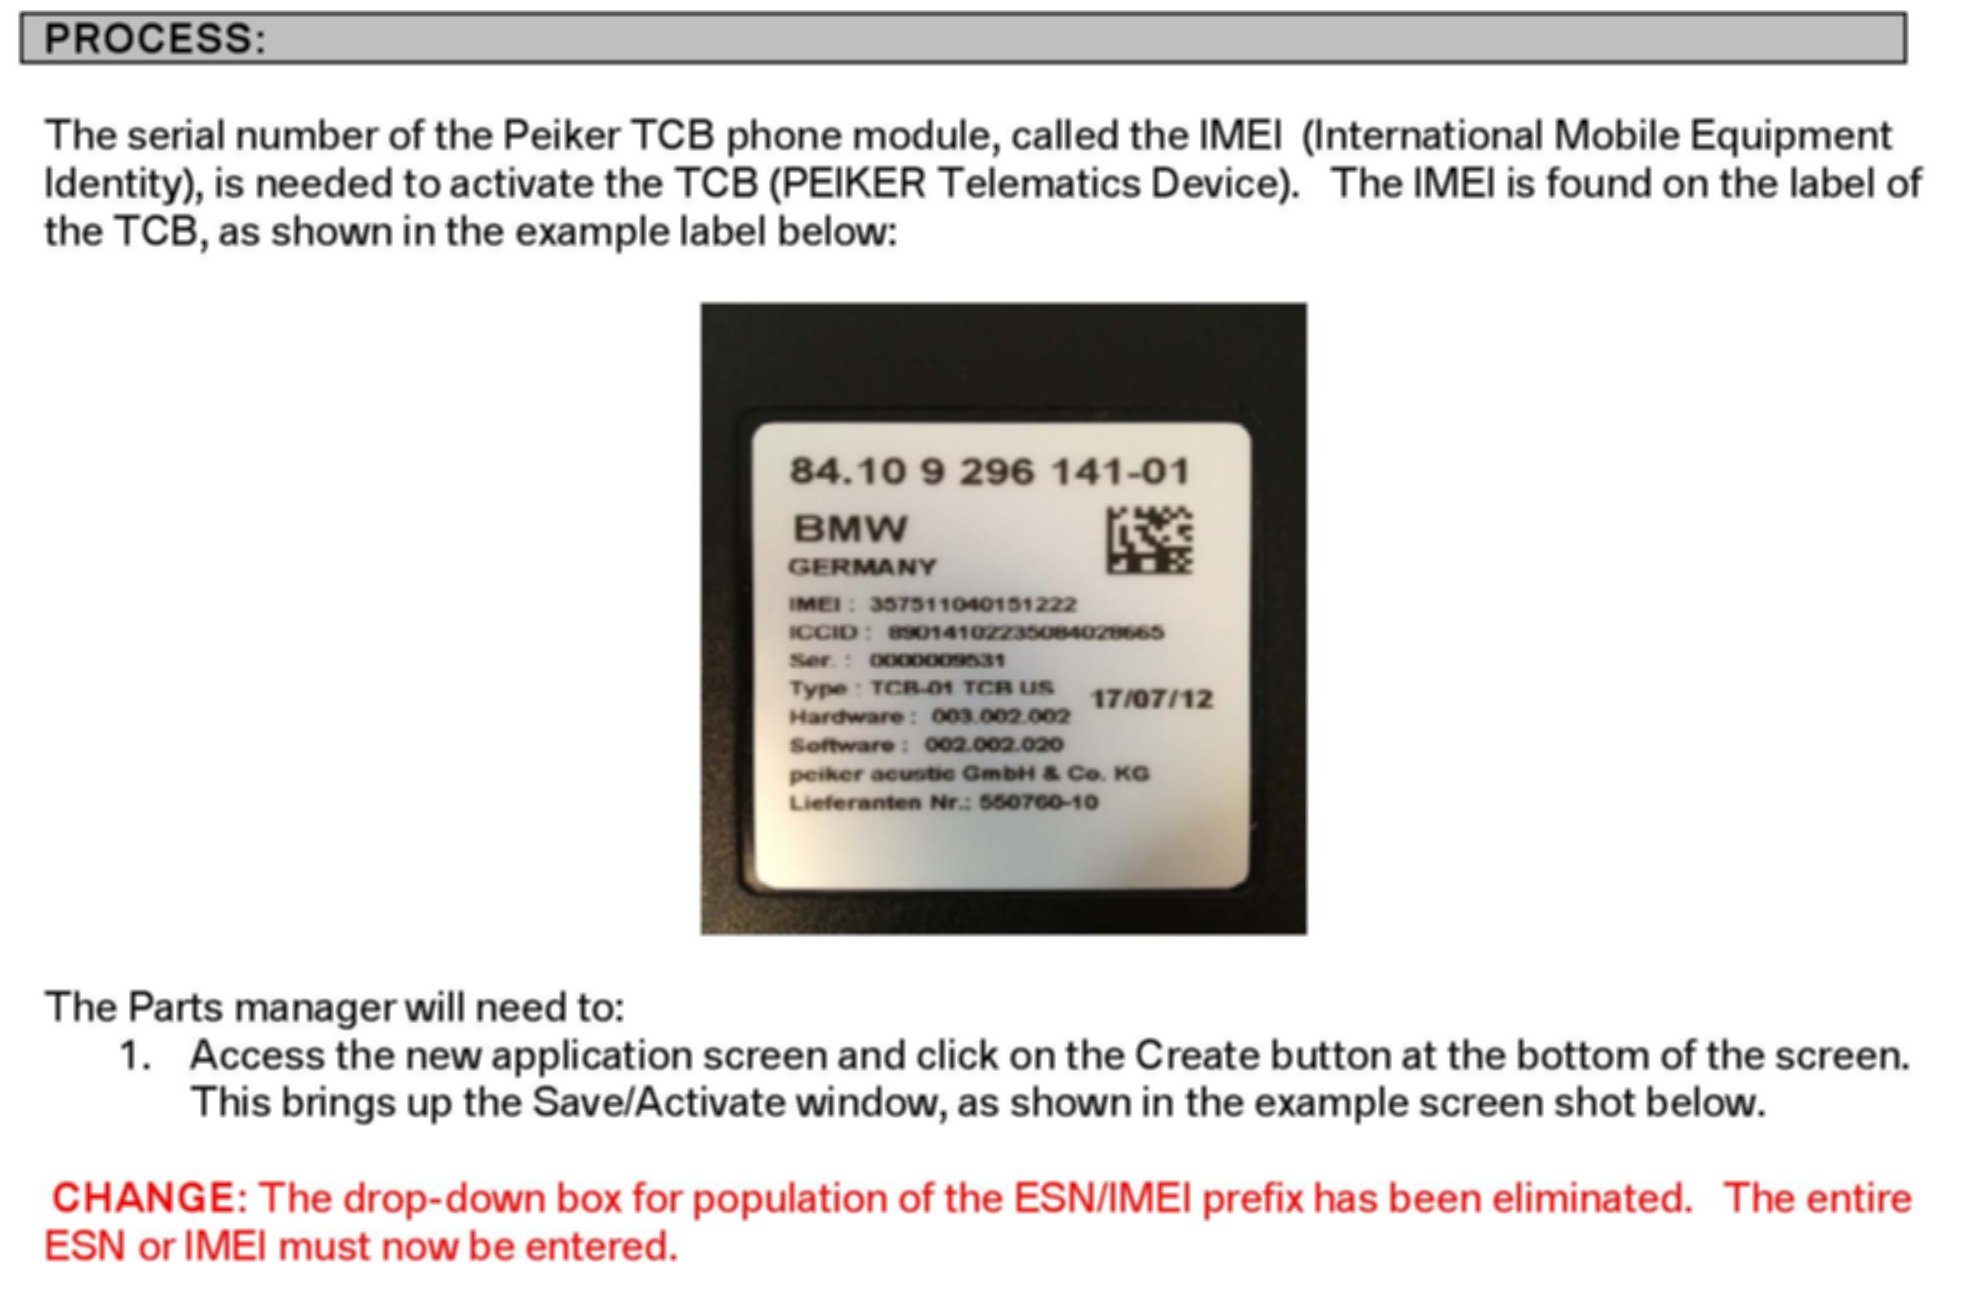 PROCESS:
The serial number of the Peiker TCB phone module, called the IMEI (International Mobile Equipment
Identity), is needed to activate the TCB (PEIKER Telematics Device). The IMEI is found on the label of
the TCB, as shown in the example label below:
84.10 9 296 141-01
BMW
GERMANY
IMEI : 357511040151222
ICCID : 89014102235084028665
Ser. : 0000009531
Type : TCB-01 TCB US
17/07/12
Hardware : 003.002.002
Software : 002.002.020
peiker acustic GmbH & Co. KG
Lieferanten Nr.: 550760-10
The Parts manager will need to:
1. Access the new application screen and click on the Create button at the bottom of the screen.
This brings up the Save/Activate window, as shown in the example screen shot below.
CHANGE: The drop-down box for population of the ESN/IMEI prefix has been eliminated. The entire
ESN or IMEI must now be entered.